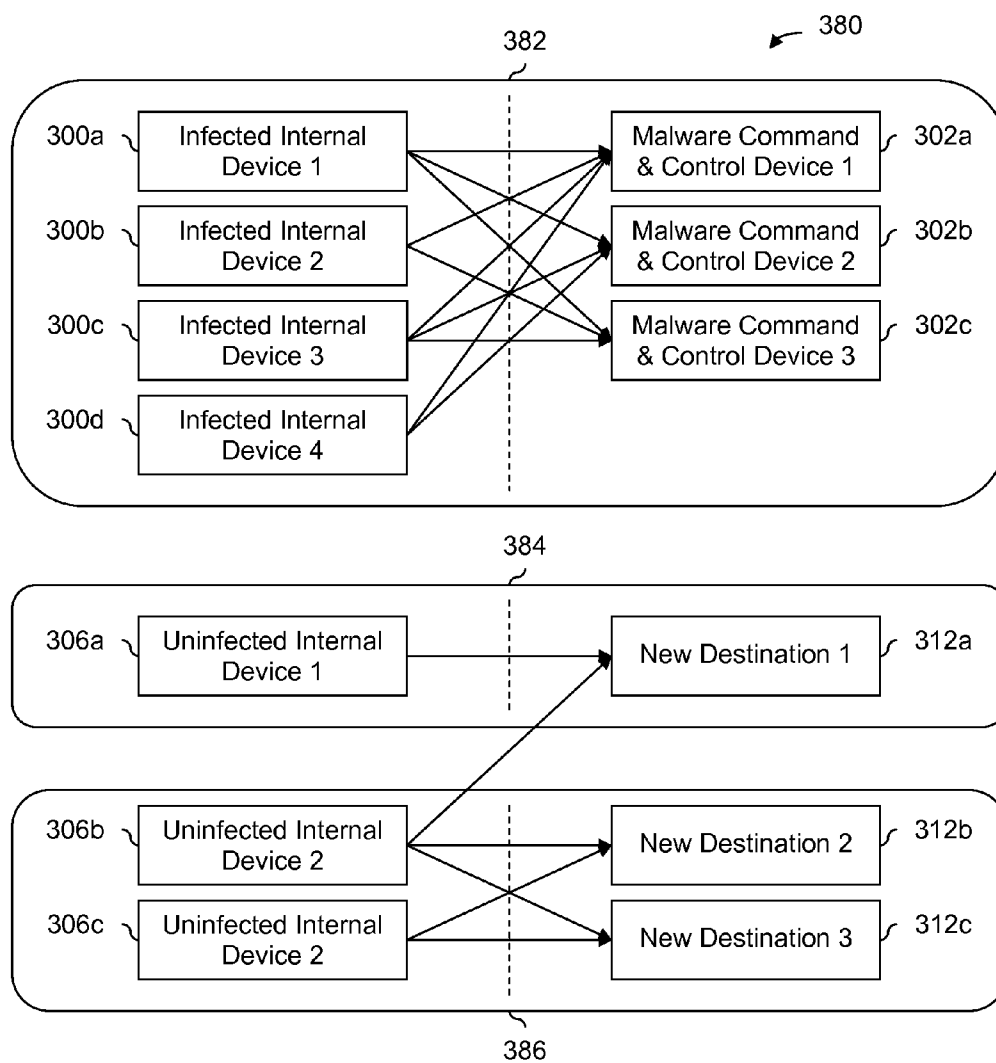 380
382
300a
Infected Internal
Device 1
Malware Command
& Control Device 1
302a
300b
Infected Internal
Device 2
Malware Command
& Control Device 2
302b
300c
Infected Internal
Device 3
Malware Command
& Control Device 3
302c
300d
Infected Internal
Device 4
384
306a
Uninfected Internal
Device 1
New Destination 1
312a
306b
Uninfected Internal
Device 2
New Destination 2
312b
306c
Uninfected Internal
Device 2
New Destination 3
312c
386